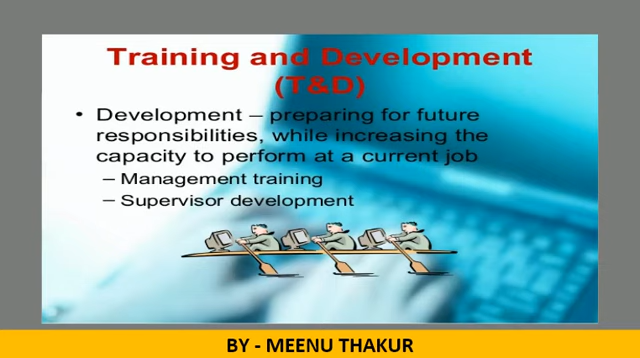 Training and Development
(T&D)
• Development – preparing for future
responsibilities, while increasing the
capacity to perform at a current job
– Management training
– Supervisor development
BY - MEENU THAKUR